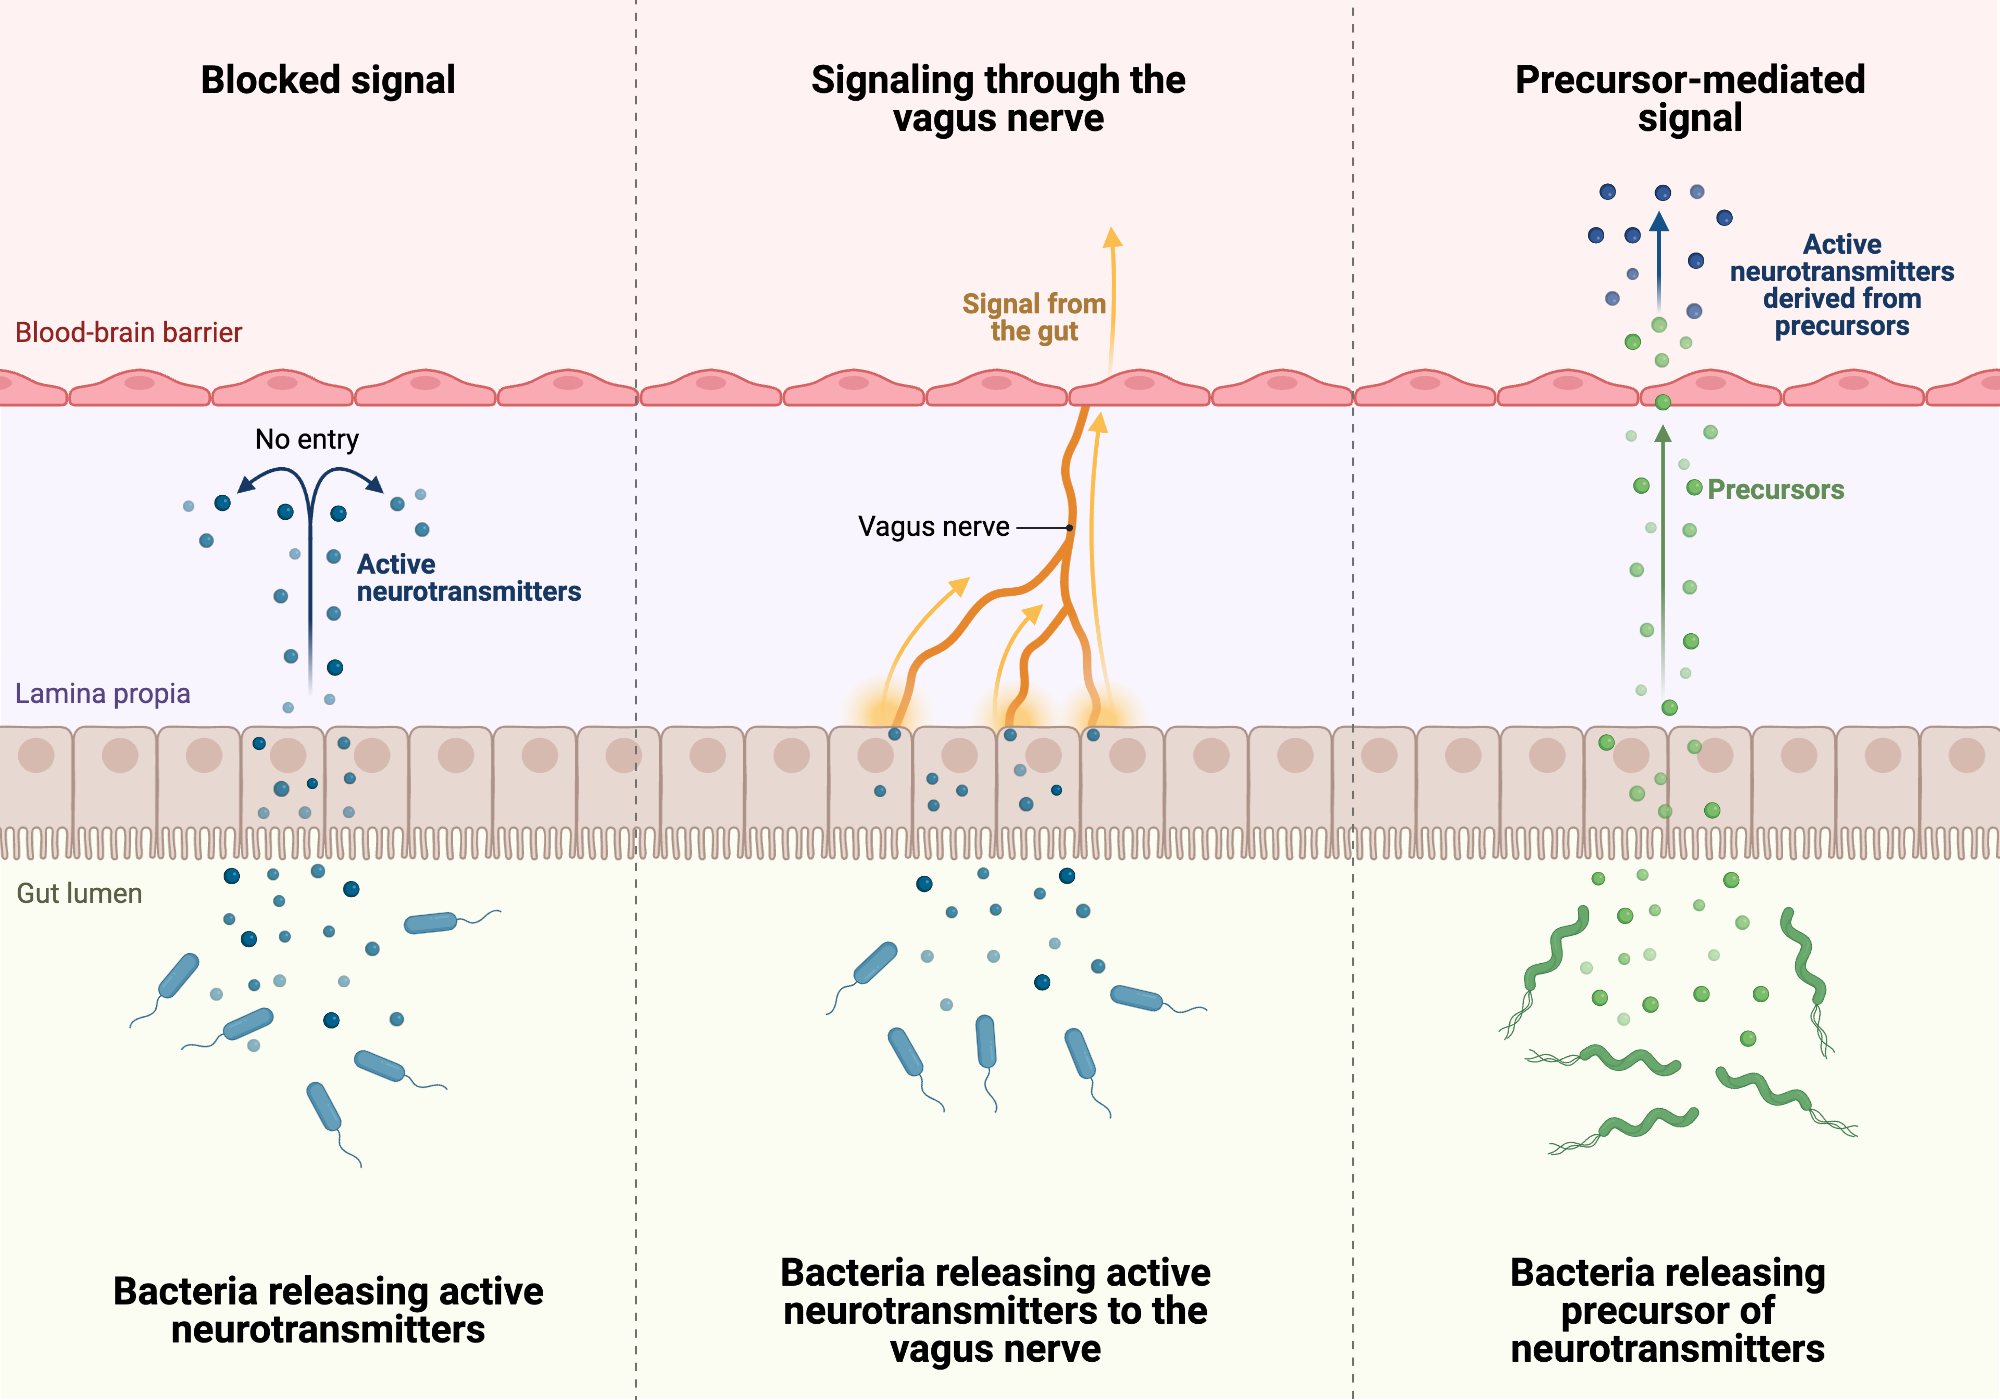 Blocked signal
Signaling through the
vagus nerve
Precursor-mediated
signal
Active
neurotransmitters
derived from
precursors
Signal from
the gut
Blood-brain barrier
No entry
Precursors
Vagus nerve
Active
neurotransmitters
Lamina propia
Gut lumen
Bacteria releasing active
neurotransmitters
Bacteria releasing active
neurotransmitters to the
vagus nerve
Bacteria releasing
precursor of
neurotransmitters